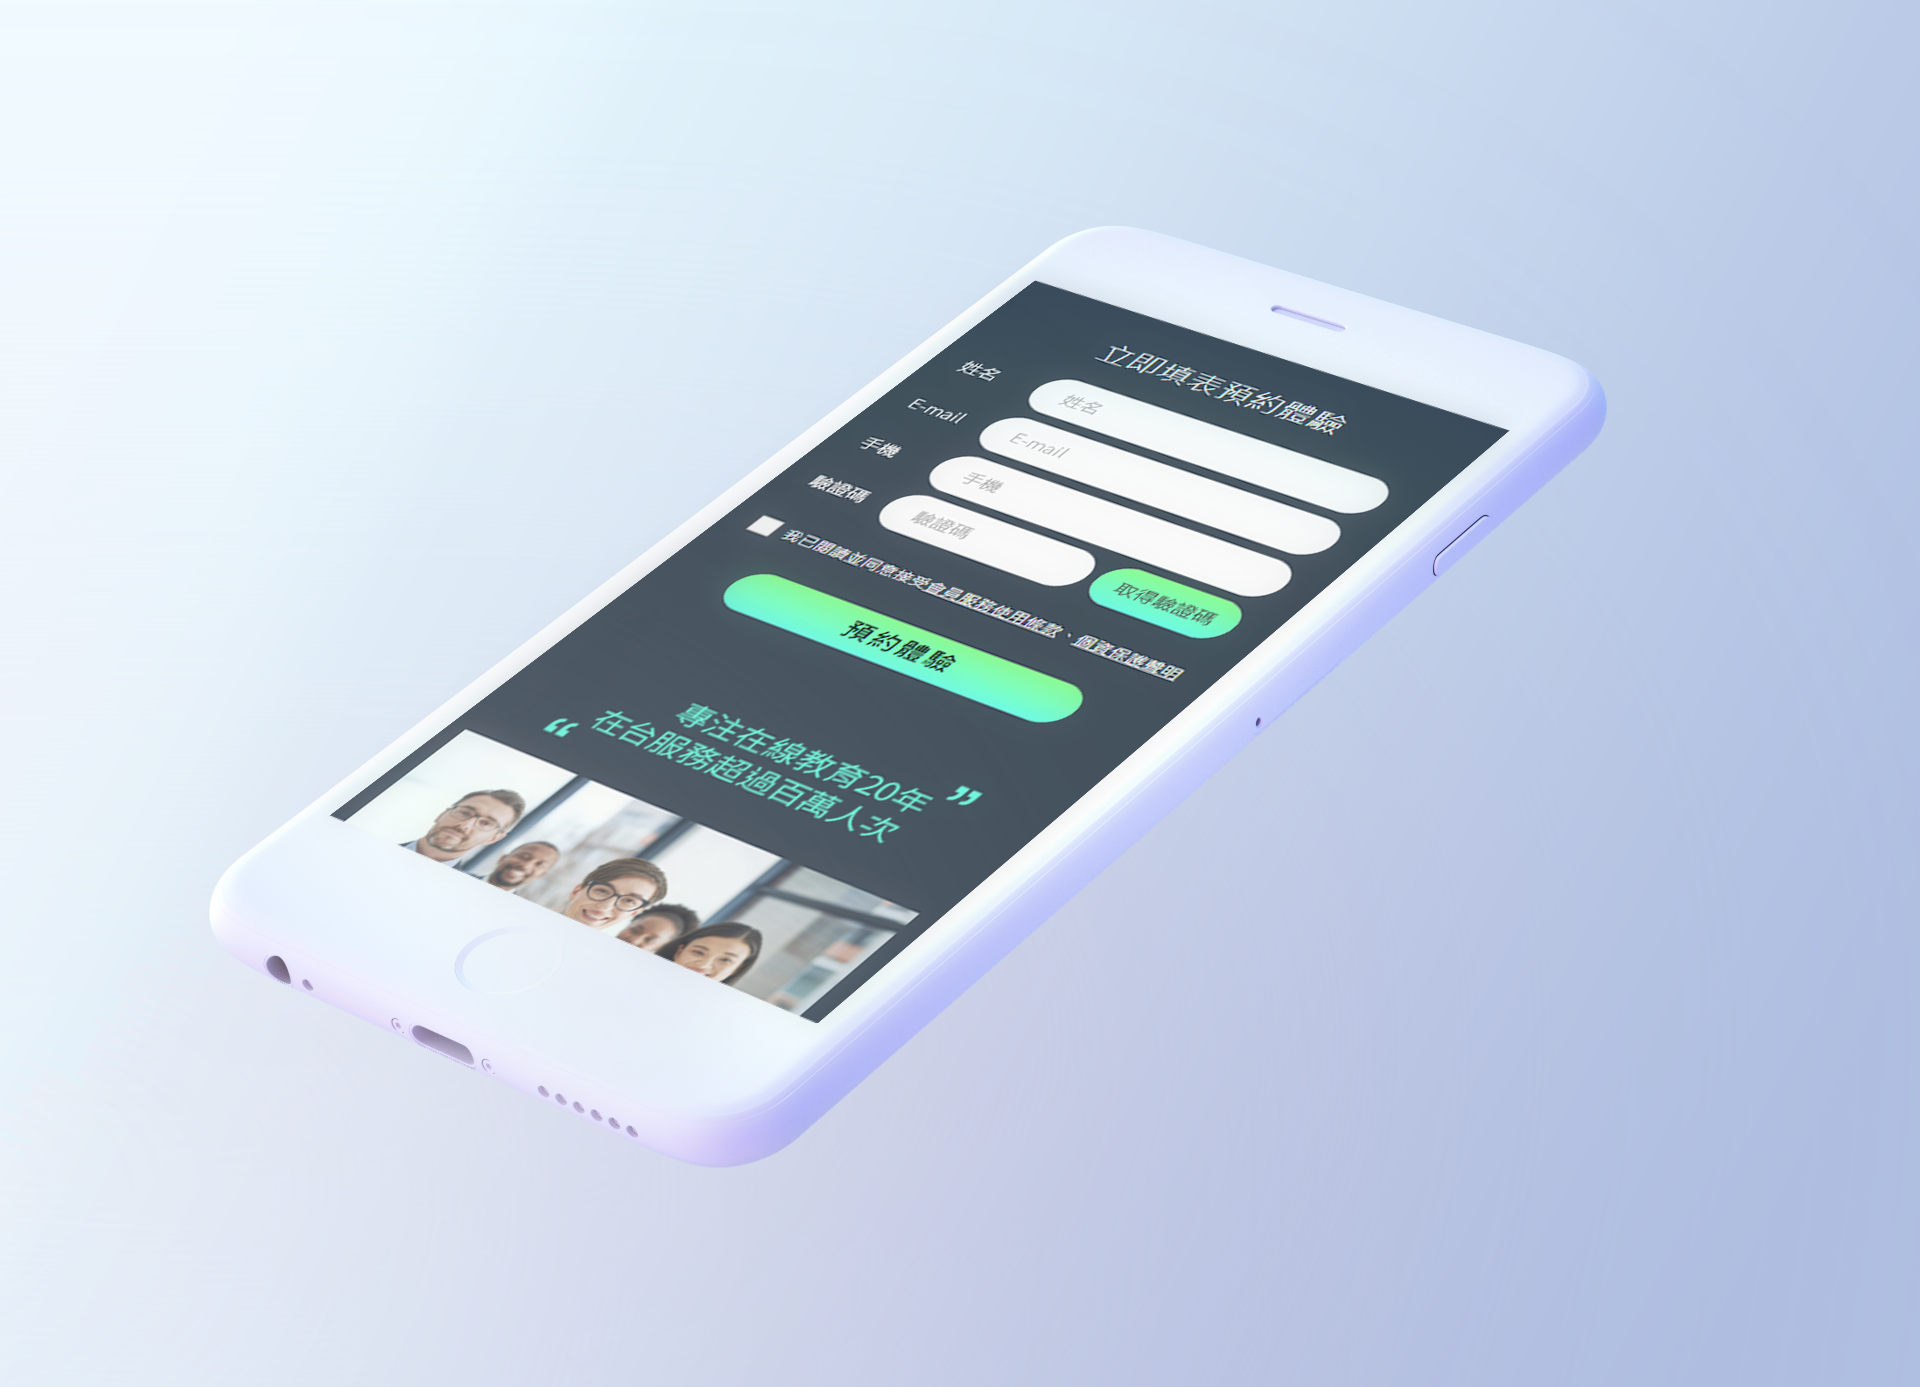 立即填表預約體驗
姓名 姓名
E-mail E-mail
手機 手機
驗證碼 驗證碼 取得驗證碼
我已閱讀並同意接受會員服務使用條款、個資保護聲明
預約體驗
“ 專注在線教育20年
在台服務超過百萬人次 ”